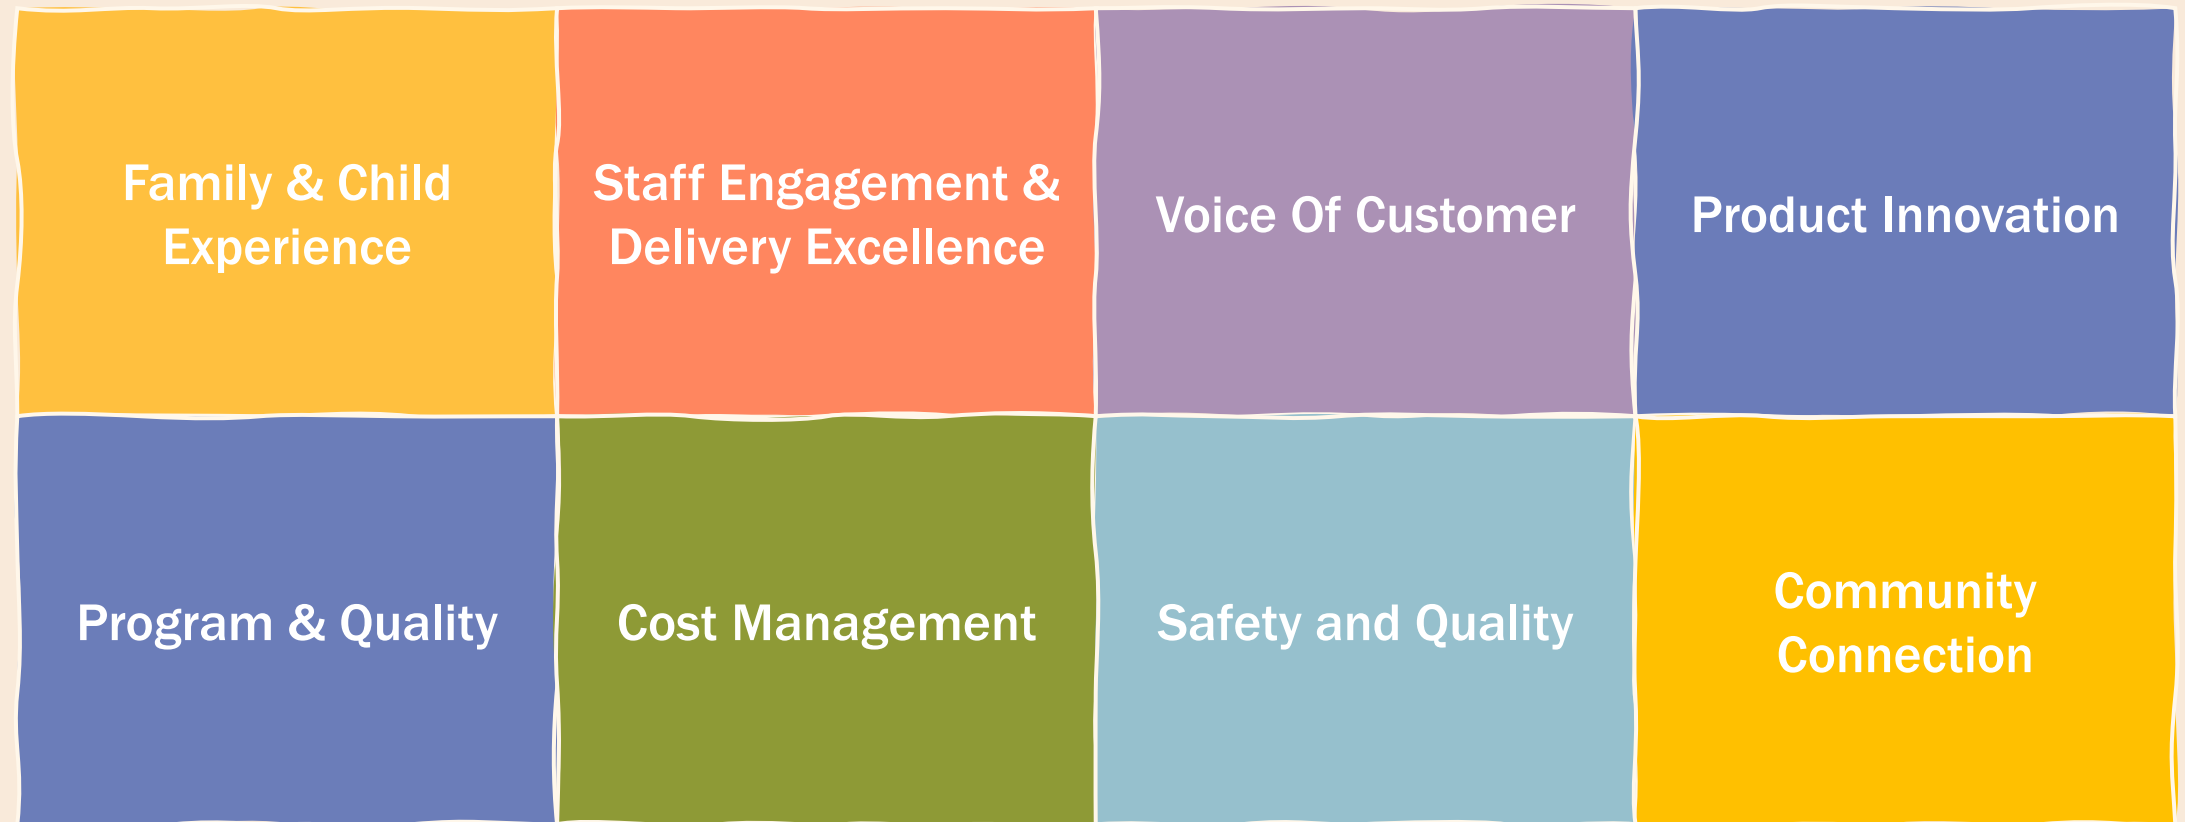 Family & Child
Experience
Staff Engagement &
Delivery Excellence
Voice Of Customer
Product Innovation
Program & Quality
Cost Management
Safety and Quality
Community
Connection